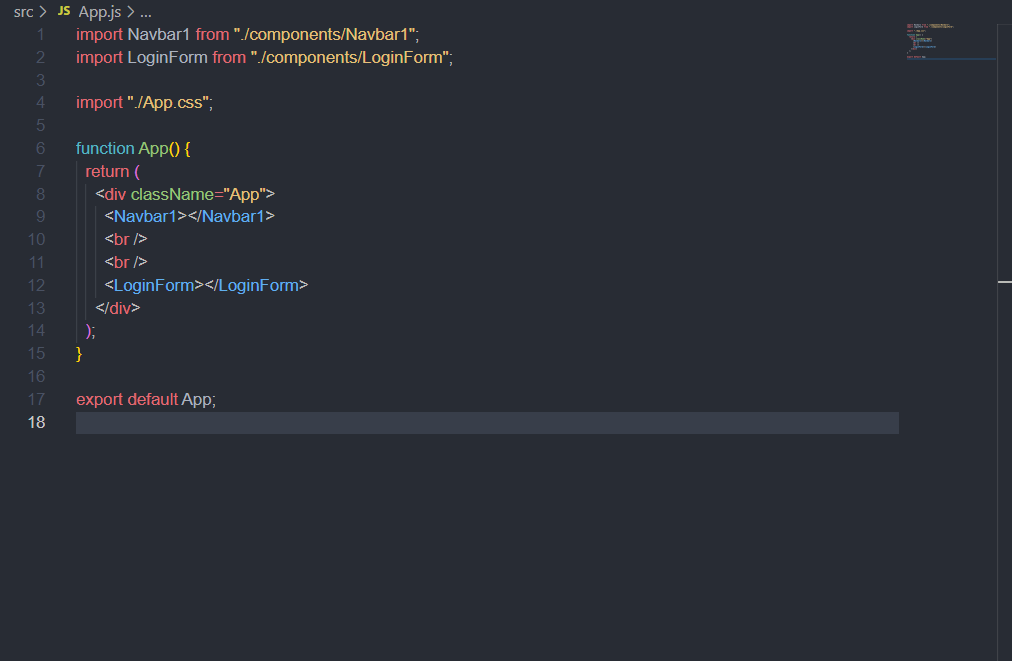 src > JS App.js > ...
1 import Navbar1 from "./components/Navbar1";
2 import LoginForm from "./components/LoginForm";
3
4 import "./App.css";
5
6 function App() {
7 return (
8 <div className="App">
9 <Navbar1></Navbar1>
10 <br />
11 <br />
12 <LoginForm></LoginForm>
13 </div>
14 );
15 }
16
17 export default App;
18